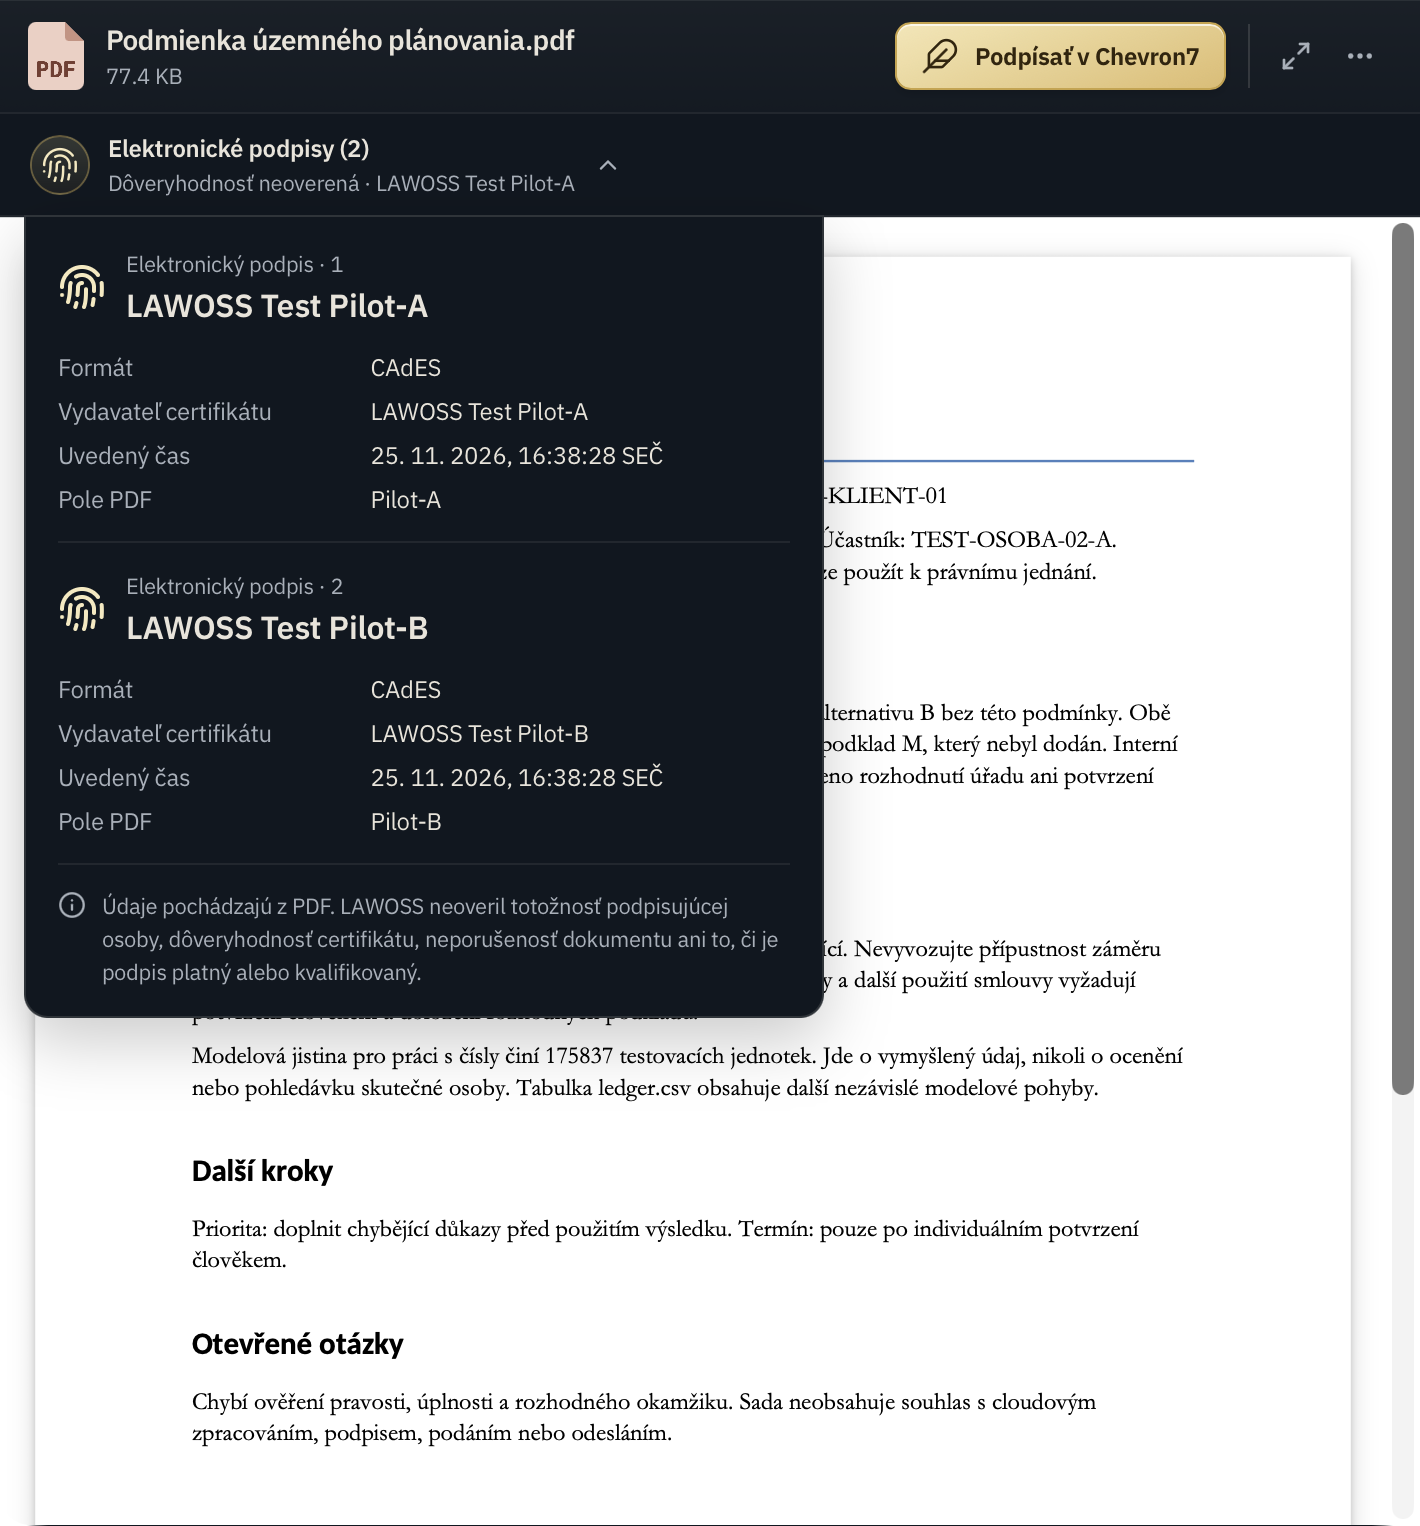 PDF
Podmienka územného plánovania.pdf
77.4 KB
Podpísať v Chevron7
Elektronické podpisy (2)
Dôveryhodnosť neoverená · LAWOSS Test Pilot-A
Elektronický podpis · 1
LAWOSS Test Pilot-A
Formát CAdES
Vydavateľ certifikátu LAWOSS Test Pilot-A
Uvedený čas 25. 11. 2026, 16:38:28 SEČ
Pole PDF Pilot-A
Elektronický podpis · 2
LAWOSS Test Pilot-B
Formát CAdES
Vydavateľ certifikátu LAWOSS Test Pilot-B
Uvedený čas 25. 11. 2026, 16:38:28 SEČ
Pole PDF Pilot-B
Údaje pochádzajú z PDF. LAWOSS neoveril totožnosť podpisujúcej
osoby, dôveryhodnosť certifikátu, neporušenosť dokumentu ani to, či je
podpis platný alebo kvalifikovaný.
-KLIENT-01
Účastník: TEST-OSOBA-02-A.
použít k právnímu jednání.
B bez této podmínky. Obě
podklad M, který nebyl dodán. Interní
rozhodnutí úřadu ani potvrzení
Nevyvozujte přípustnost záměru
a další použití smlouvy vyžadují
Modelová jistina pro práci s čísly činí 175837 testovacích jednotek. Jde o vymyšlený údaj, nikoli o ocenění
nebo pohledávku skutečné osoby. Tabulka ledger.csv obsahuje další nezávislé modelové pohyby.
Další kroky
Priorita: doplnit chybějící důkazy před použitím výsledku. Termín: pouze po individuálním potvrzení
člověkem.
Otevřené otázky
Chybí ověření pravosti, úplnosti a rozhodného okamžiku. Sada neobsahuje souhlas s cloudovým
zpracováním, podpisem, podáním nebo odesláním.